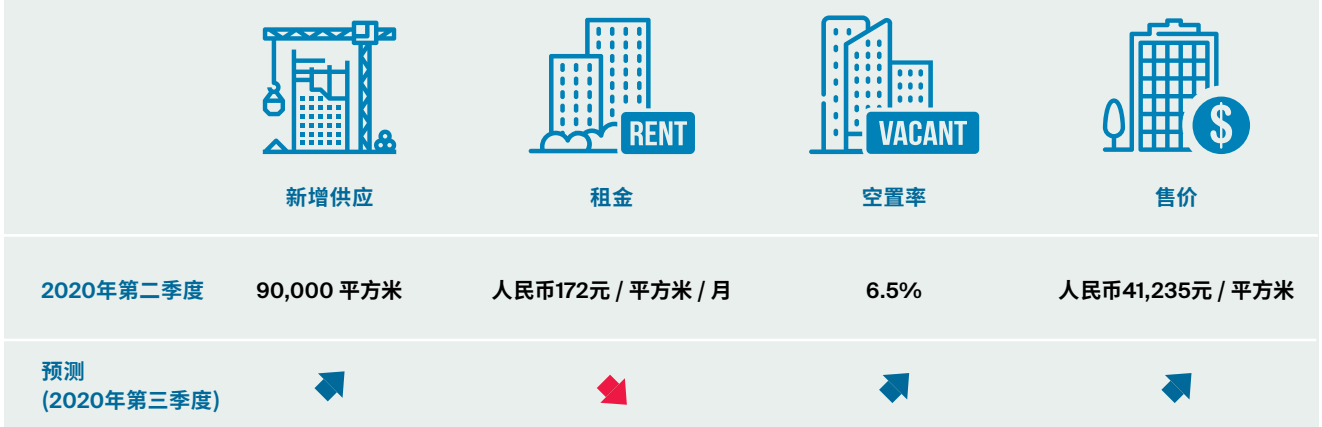 RENT
VACANT
$
新增供应
租金
空置率
售价
2020年第二季度
90,000 平方米
人民币172元 / 平方米 / 月
6.5%
人民币41,235元 / 平方米
预测
(2020年第三季度)